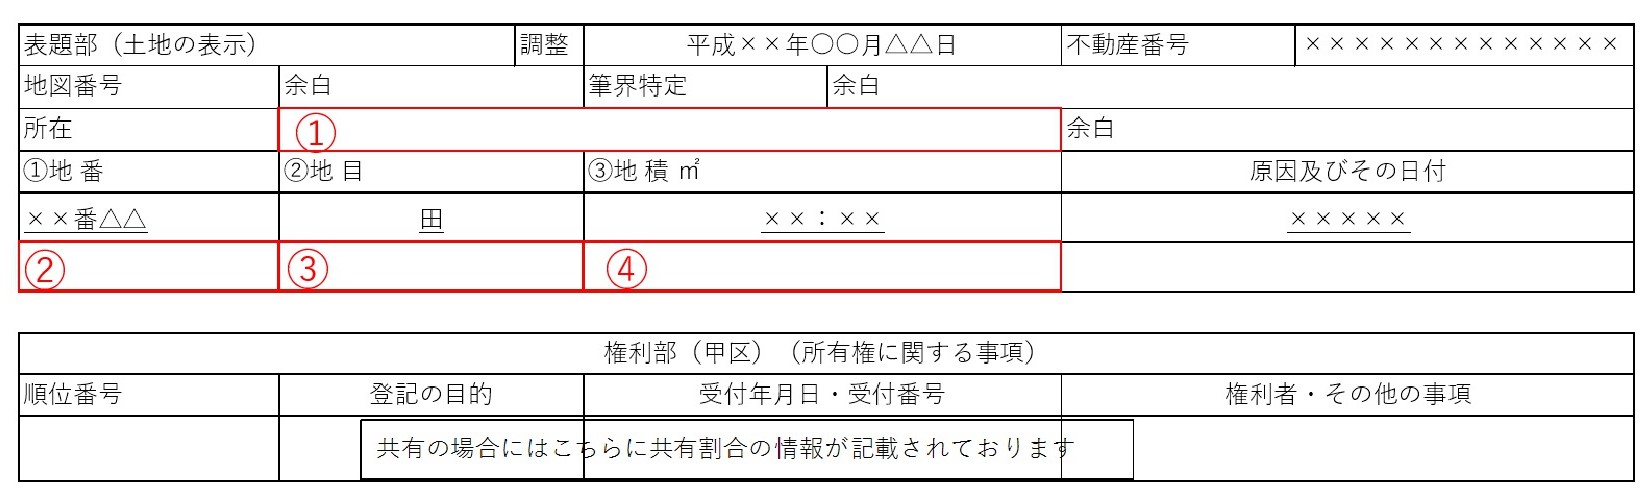 表題部（土地の表示） 調整 平成××年〇〇月△△日 不動産番号 ×××××××××××××
地図番号 余白 筆界特定 余白
所在 ① 余白
①地 番 ②地 目 ③地 積 ㎡ 原因及びその日付
××番△△ 田 ××：×× ×××××
② ③ ④
権利部（甲区）（所有権に関する事項）
順位番号 登記の目的 受付年月日・受付番号 権利者・その他の事項
共有の場合にはこちらに共有割合の情報が記載されております